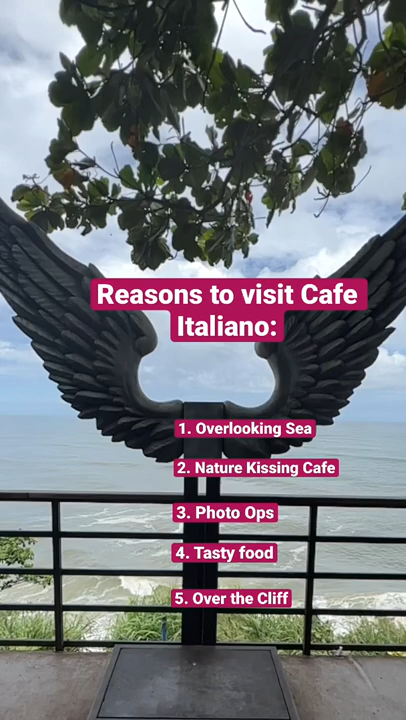 Reasons to visit Cafe
Italiano:
1. Overlooking Sea
2. Nature Kissing Cafe
3. Photo Ops
4. Tasty food
5. Over the Cliff